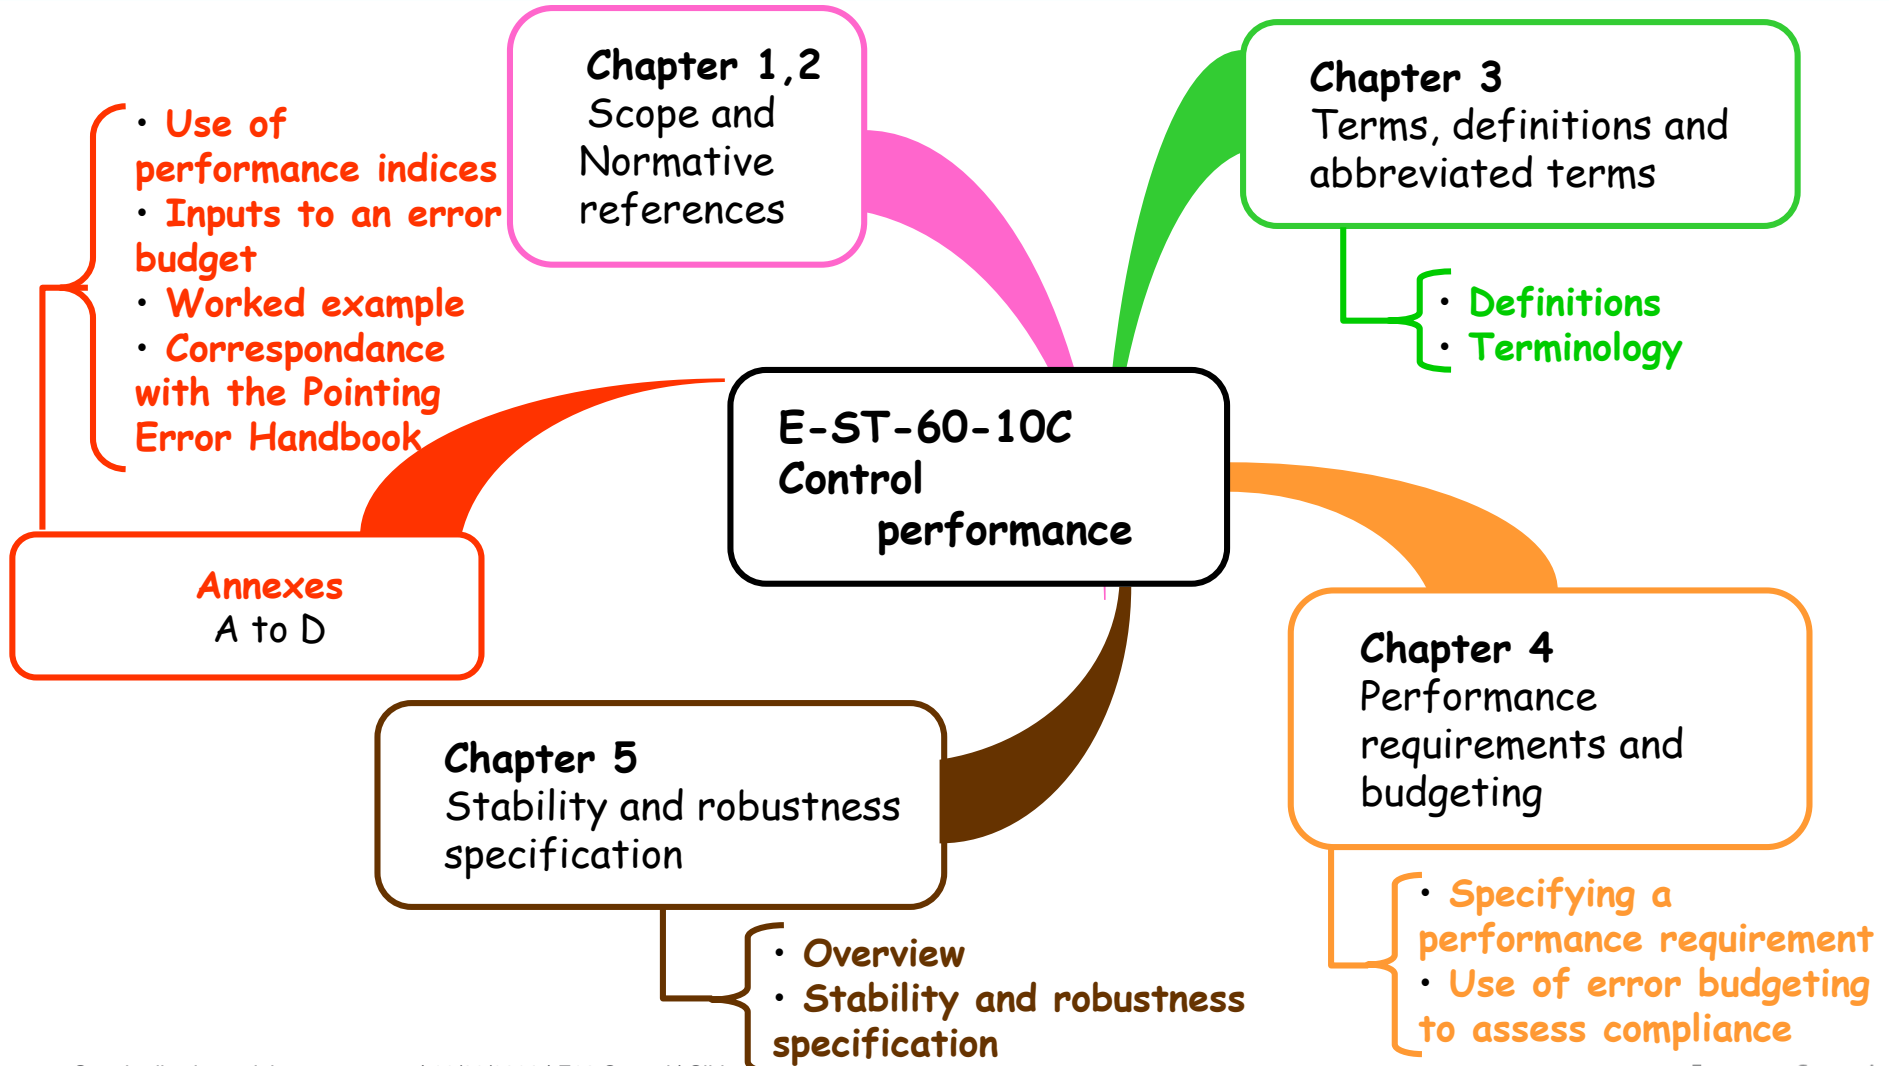 Chapter 1,2
Scope and
Normative
references
Chapter 3
Terms, definitions and
abbreviated terms
• Definitions
• Terminology
• Use of
performance indices
• Inputs to an error
budget
• Worked example
• Correspondance
with the Pointing
Error Handbook
E-ST-60-10C
Control
performance
Annexes
A to D
Chapter 4
Performance
requirements and
budgeting
• Specifying a
performance requirement
• Use of error budgeting
to assess compliance
Chapter 5
Stability and robustness
specification
• Overview
• Stability and robustness
specification